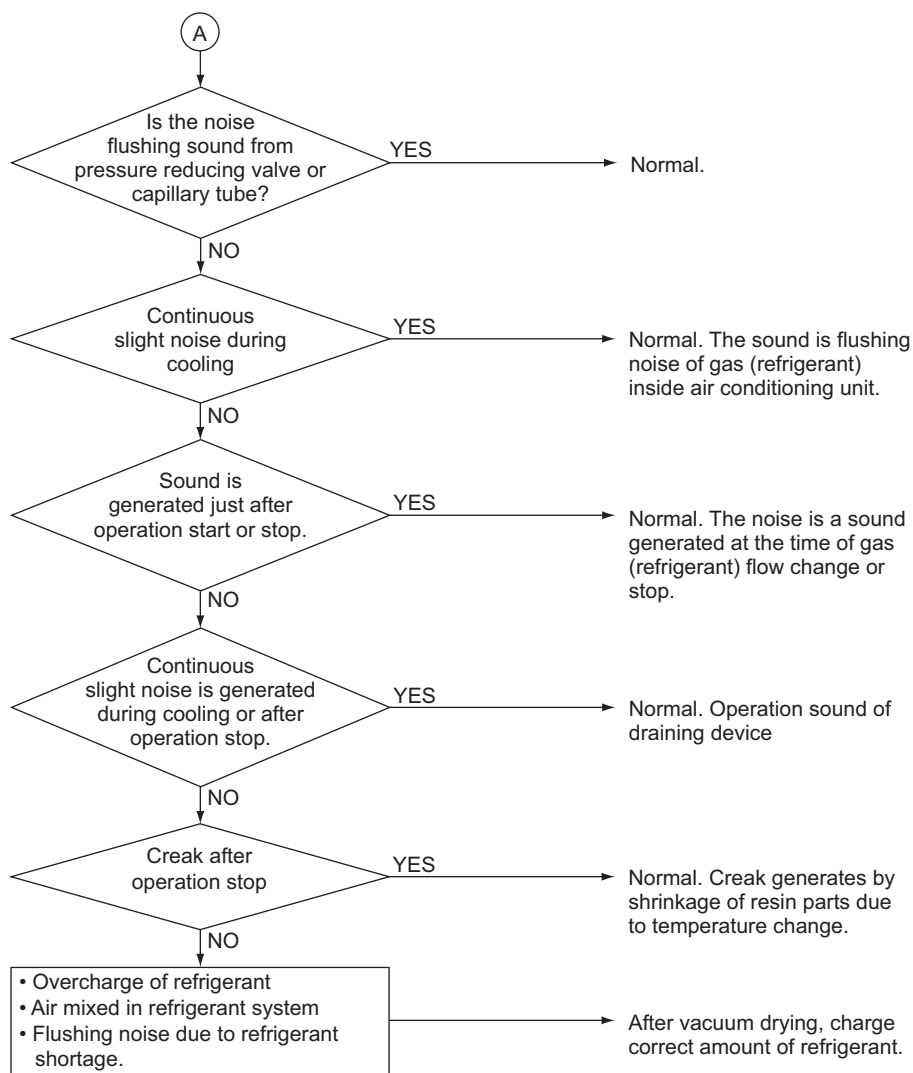 A
Is the noise
flushing sound from
pressure reducing valve or
capillary tube?
YES
Normal.
NO
Continuous
slight noise during
cooling
YES
Normal. The sound is flushing
noise of gas (refrigerant)
inside air conditioning unit.
NO
Sound is
generated just after
operation start or stop.
YES
Normal. The noise is a sound
generated at the time of gas
(refrigerant) flow change or
stop.
NO
Continuous
slight noise is generated
during cooling or after
operation stop.
YES
Normal. Operation sound of
draining device
NO
Creak after
operation stop
YES
Normal. Creak generates by
shrinkage of resin parts due
to temperature change.
NO
• Overcharge of refrigerant
• Air mixed in refrigerant system
• Flushing noise due to refrigerant
shortage.
After vacuum drying, charge
correct amount of refrigerant.